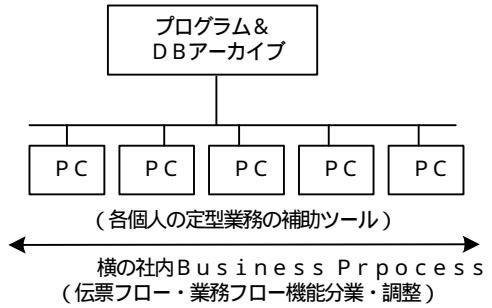 プログラム&
DBアーカイブ
PC PC PC PC PC
(各個人の定型業務の補助ツール)
横の社内Business Prpocess
(伝票フロー・業務フロー機能分業・調整)